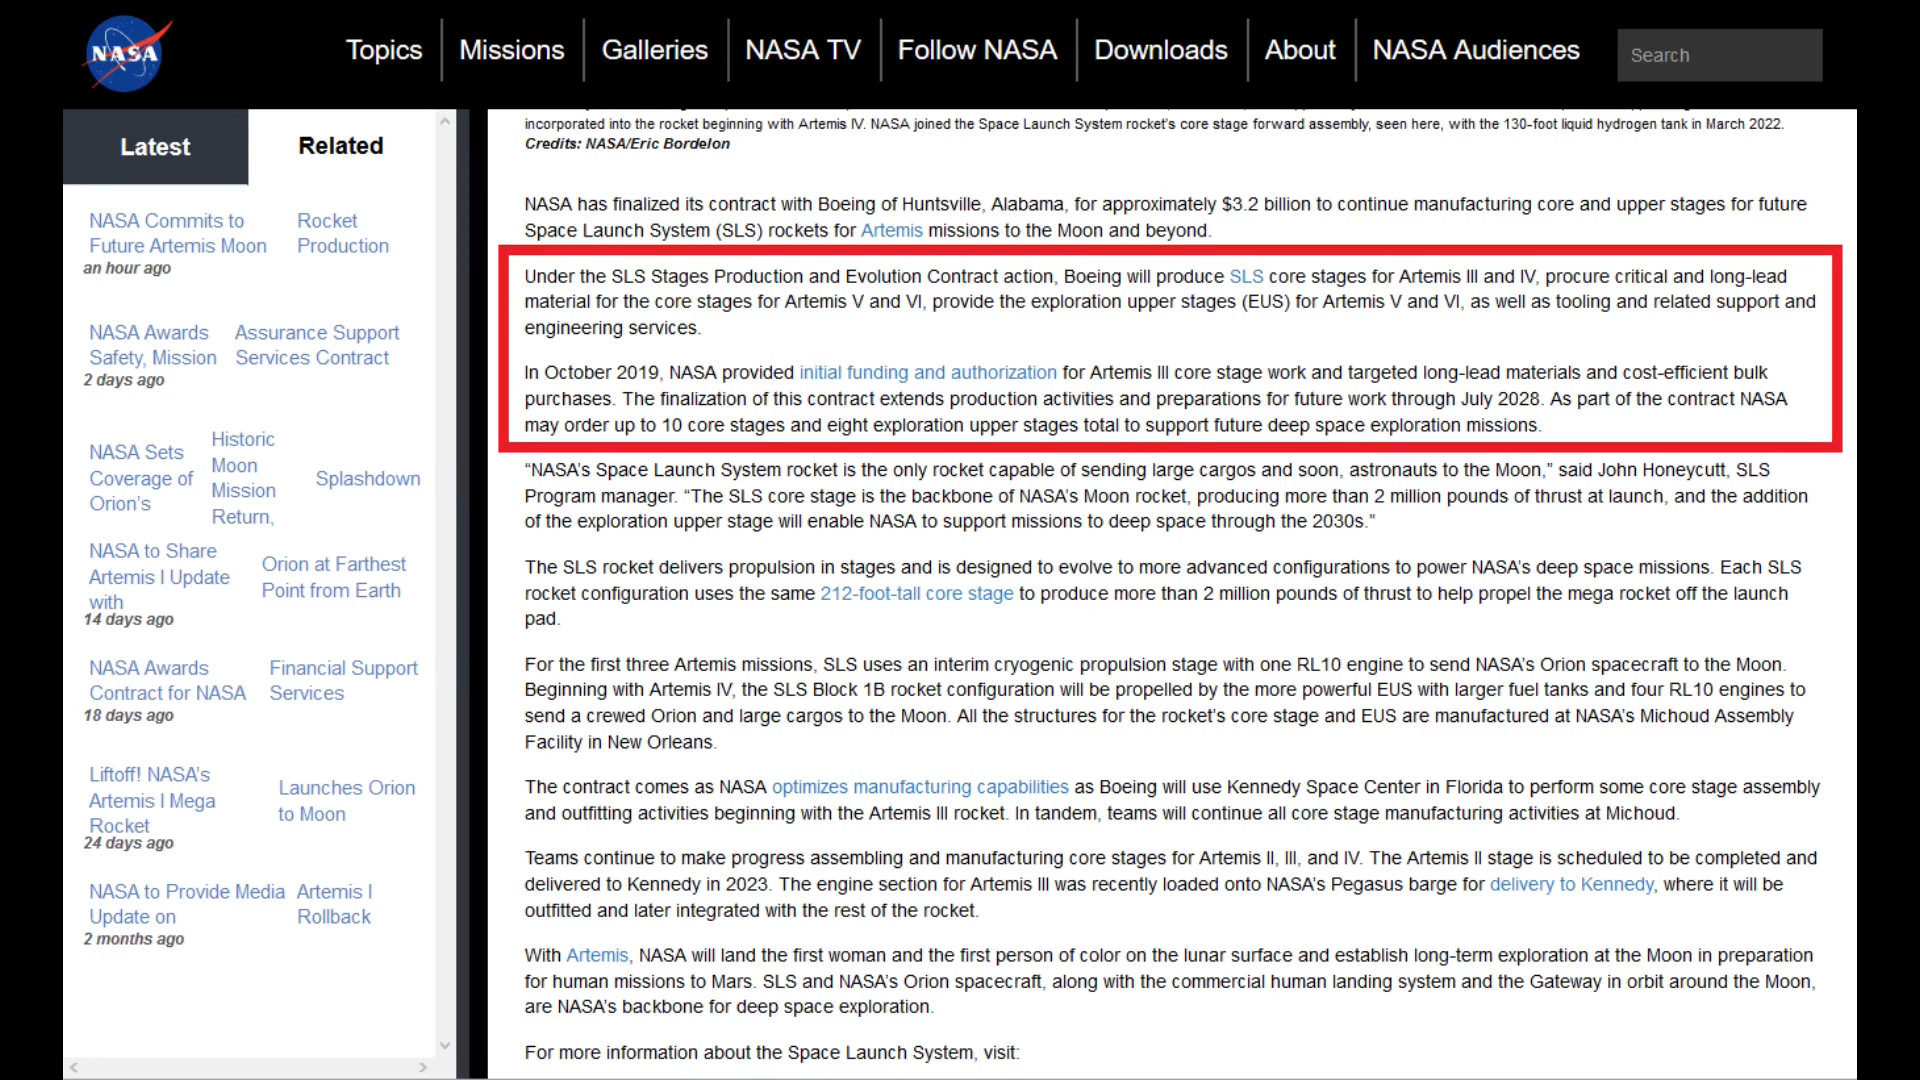 NASA
Topics
Missions
Galleries
NASA TV
Follow NASA
Downloads
About
NASA Audiences
Search
Latest
Related
NASA Commits to
Future Artemis Moon
Rocket
Production
an hour ago
NASA Awards
Safety, Mission
Assurance Support
Services Contract
2 days ago
NASA Sets
Coverage of
Orion's
Historic
Moon
Mission
Return,
Splashdown
NASA to Share
Artemis I Update
with
Orion at Farthest
Point from Earth
14 days ago
NASA Awards
Contract for NASA
Financial Support
Services
18 days ago
Liftoff! NASA's
Artemis I Mega
Rocket
Launches Orion
to Moon
24 days ago
NASA to Provide Media
Update on
Artemis I
Rollback
2 months ago
incorporated into the rocket beginning with Artemis IV. NASA joined the Space Launch System rocket's core stage forward assembly, seen here, with the 130-foot liquid hydrogen tank in March 2022.
Credits: NASA/Eric Bordelon
NASA has finalized its contract with Boeing of Huntsville, Alabama, for approximately $3.2 billion to continue manufacturing core and upper stages for future
Space Launch System (SLS) rockets for Artemis missions to the Moon and beyond.
Under the SLS Stages Production and Evolution Contract action, Boeing will produce SLS core stages for Artemis III and IV, procure critical and long-lead
material for the core stages for Artemis V and VI, provide the exploration upper stages (EUS) for Artemis V and VI, as well as tooling and related support and
engineering services.
In October 2019, NASA provided initial funding and authorization for Artemis III core stage work and targeted long-lead materials and cost-efficient bulk
purchases. The finalization of this contract extends production activities and preparations for future work through July 2028. As part of the contract NASA
may order up to 10 core stages and eight exploration upper stages total to support future deep space exploration missions.
“NASA's Space Launch System rocket is the only rocket capable of sending large cargos and soon, astronauts to the Moon,” said John Honeycutt, SLS
Program manager. “The SLS core stage is the backbone of NASA's Moon rocket, producing more than 2 million pounds of thrust at launch, and the addition
of the exploration upper stage will enable NASA to support missions to deep space through the 2030s.”
The SLS rocket delivers propulsion in stages and is designed to evolve to more advanced configurations to power NASA's deep space missions. Each SLS
rocket configuration uses the same 212-foot-tall core stage to produce more than 2 million pounds of thrust to help propel the mega rocket off the launch
pad.
For the first three Artemis missions, SLS uses an interim cryogenic propulsion stage with one RL10 engine to send NASA's Orion spacecraft to the Moon.
Beginning with Artemis IV, the SLS Block 1B rocket configuration will be propelled by the more powerful EUS with larger fuel tanks and four RL10 engines to
send a crewed Orion and large cargos to the Moon. All the structures for the rocket's core stage and EUS are manufactured at NASA's Michoud Assembly
Facility in New Orleans.
The contract comes as NASA optimizes manufacturing capabilities as Boeing will use Kennedy Space Center in Florida to perform some core stage assembly
and outfitting activities beginning with the Artemis III rocket. In tandem, teams will continue all core stage manufacturing activities at Michoud.
Teams continue to make progress assembling and manufacturing core stages for Artemis II, III, and IV. The Artemis II stage is scheduled to be completed and
delivered to Kennedy in 2023. The engine section for Artemis III was recently loaded onto NASA's Pegasus barge for delivery to Kennedy, where it will be
outfitted and later integrated with the rest of the rocket.
With Artemis, NASA will land the first woman and the first person of color on the lunar surface and establish long-term exploration at the Moon in preparation
for human missions to Mars. SLS and NASA's Orion spacecraft, along with the commercial human landing system and the Gateway in orbit around the Moon,
are NASA's backbone for deep space exploration.
For more information about the Space Launch System, visit: